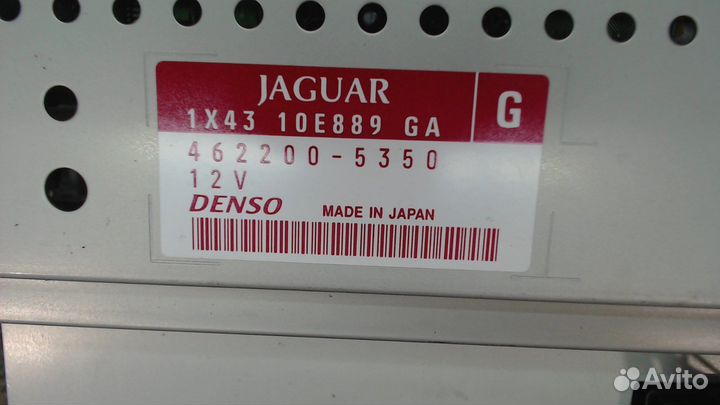 JAGUAR
G
1X43 10E889 GA
462200-5350
12V
DENSO MADE IN JAPAN
Avito